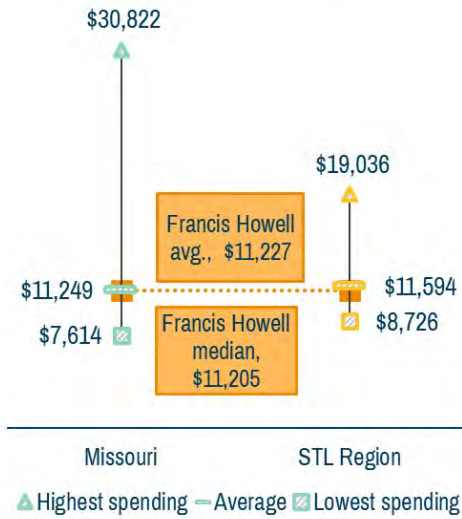 $30,822
$19,036
Francis Howell
avg., $11,227
$11,249
$11,594
$7,614
Francis Howell
median,
$11,205
$8,726
Missouri
STL Region
Highest spending
Average
Lowest spending